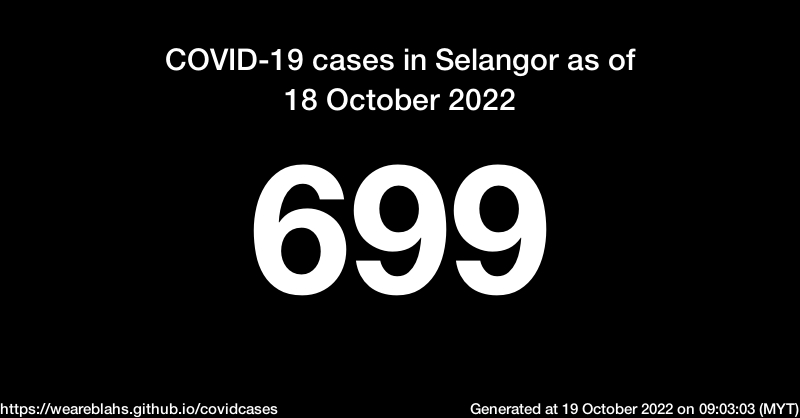 COVID-19 cases in Selangor as of
18 October 2022
699
https://weareblahs.github.io/covidcases
Generated at 19 October 2022 on 09:03:03 (MYT)